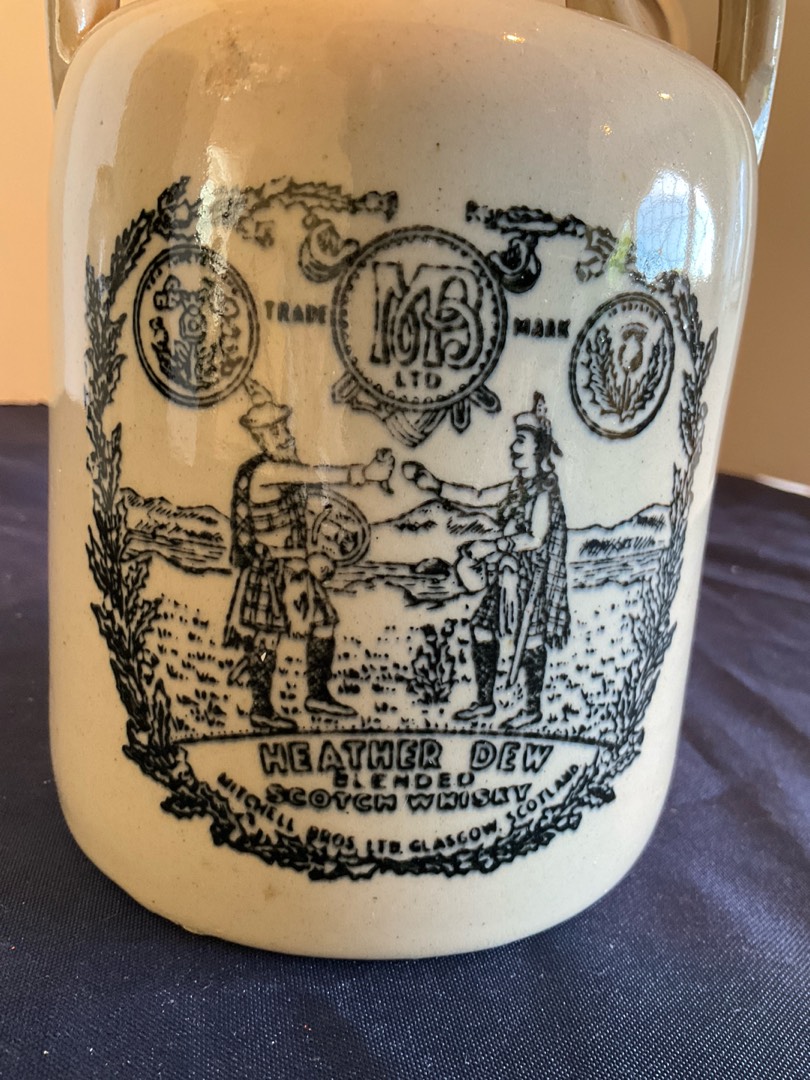 TRADE MARK
MB
LTD
HEATHER DEW
BLENDED
SCOTCH WHISKY
MITCHELL BROS. LTD. GLASGOW, SCOTLAND